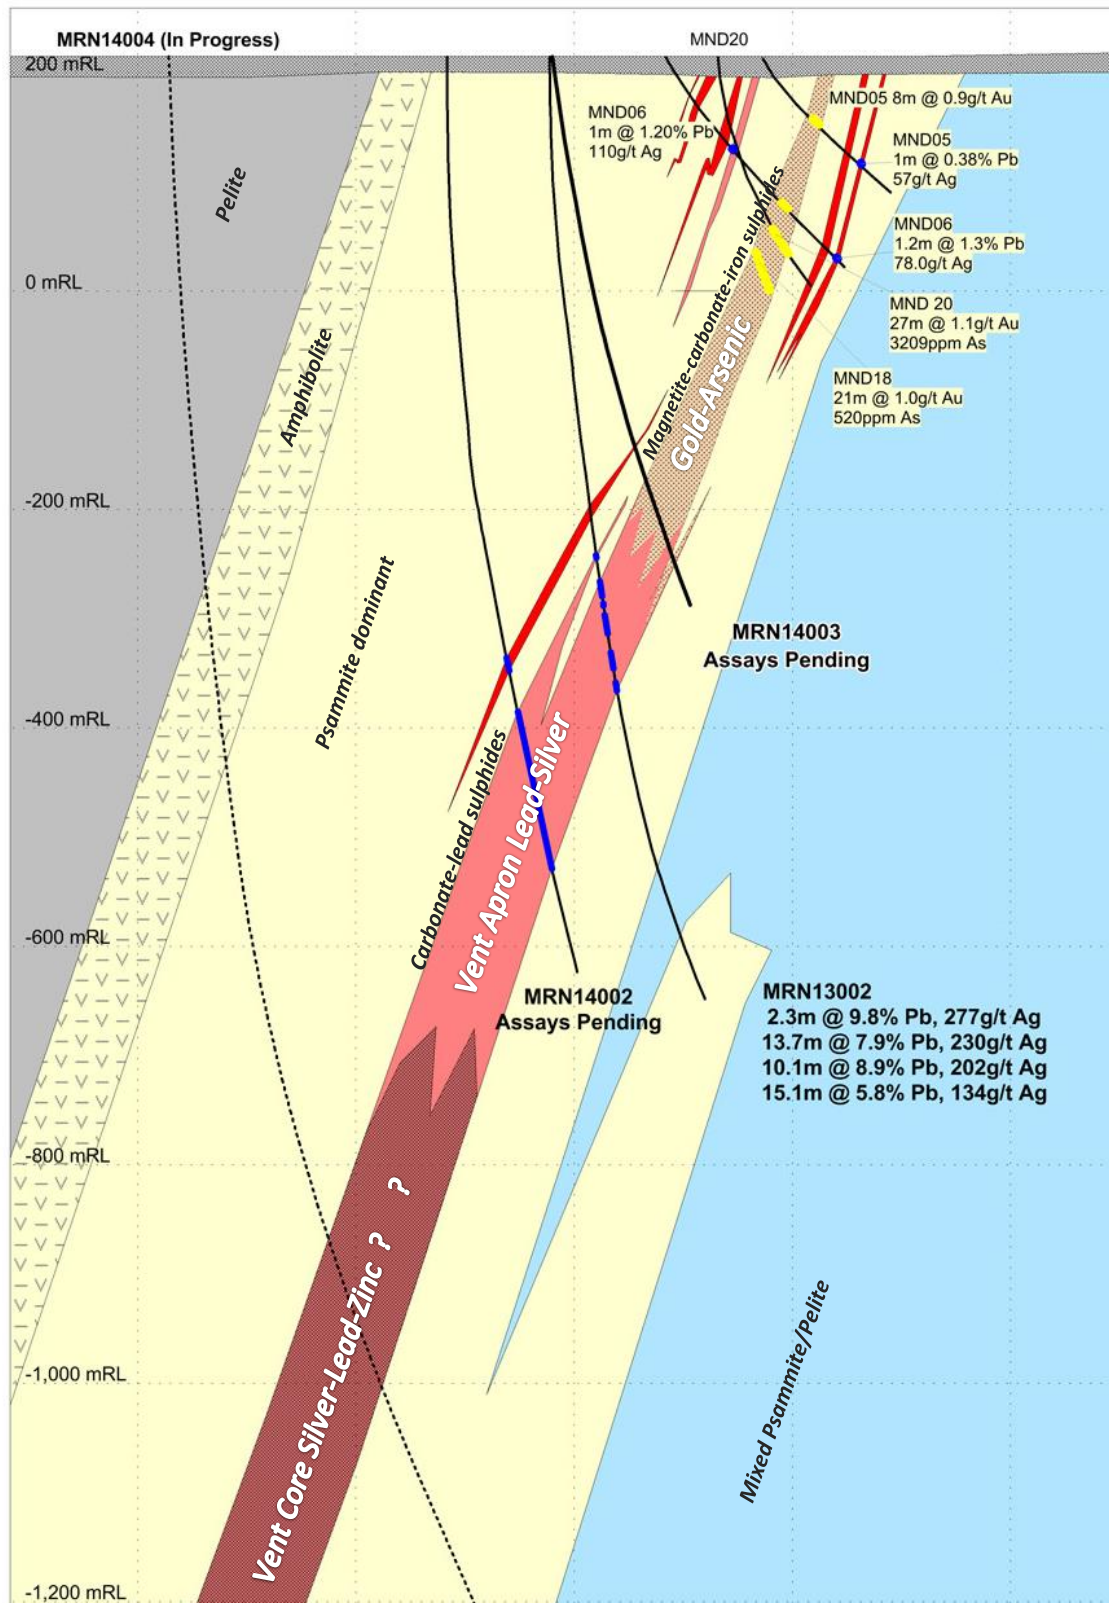 MRN14004 (In Progress)
MND20
200 mRL
MND05 8m @ 0.9g/t Au
MND06
1m @ 1.20% Pb
110g/t Ag
MND05
1m @ 0.38% Pb
57g/t Ag
Pelite
MND06
1.2m @ 1.3% Pb
78.0g/t Ag
0 mRL
MND 20
27m @ 1.1g/t Au
3209ppm As
Magnetite-carbonate-iron sulphides
Gold-Arsenic
Amphibolite
MND18
21m @ 1.0g/t Au
520ppm As
-200 mRL
Psammite dominant
MRN14003
Assays Pending
-400 mRL
Carbonate-lead sulphides
Vent Apron Lead-Silver
-600 mRL
MRN14002
Assays Pending
MRN13002
2.3m @ 9.8% Pb, 277g/t Ag
13.7m @ 7.9% Pb, 230g/t Ag
10.1m @ 8.9% Pb, 202g/t Ag
15.1m @ 5.8% Pb, 134g/t Ag
-800 mRL
Vent Core Silver-Lead-Zinc ? ?
-1,000 mRL
Mixed Psammite/Pelite
-1,200 mRL